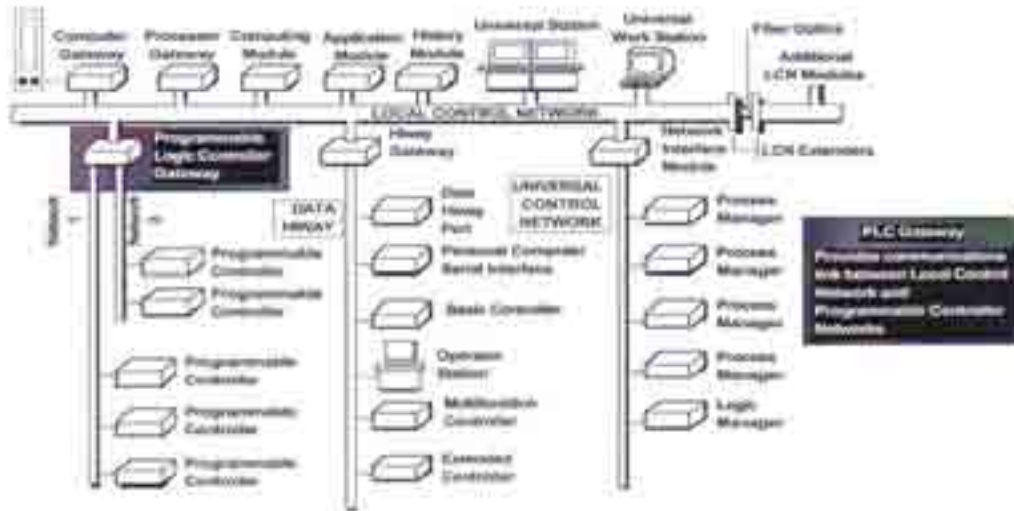 Computer
Gateway
Processor
Gateway
Computing
Module
Application
Module
History
Module
Universal Station
Universal
Work Station
Fiber Optics
Additional
LCN Modules
LOCAL CONTROL NETWORK
Programmable
Logic Controller
Gateway
Hiway
Gateway
Network
Interface
Module
LCN Extenders
DATA
HIWAY
UNIVERSAL
CONTROL
NETWORK
Programmable
Controller
Programmable
Controller
Programmable
Controller
Programmable
Controller
Programmable
Controller
Data
Hiway
Port
Personal Computer
Serial Interface
Basic Controller
Operator
Station
Multifunction
Controller
Extended
Controller
Process
Manager
Process
Manager
Process
Manager
Process
Manager
Logic
Manager
PLC Gateway
Provides communications
link between Local Control
Network and
Programmable Controller
Networks